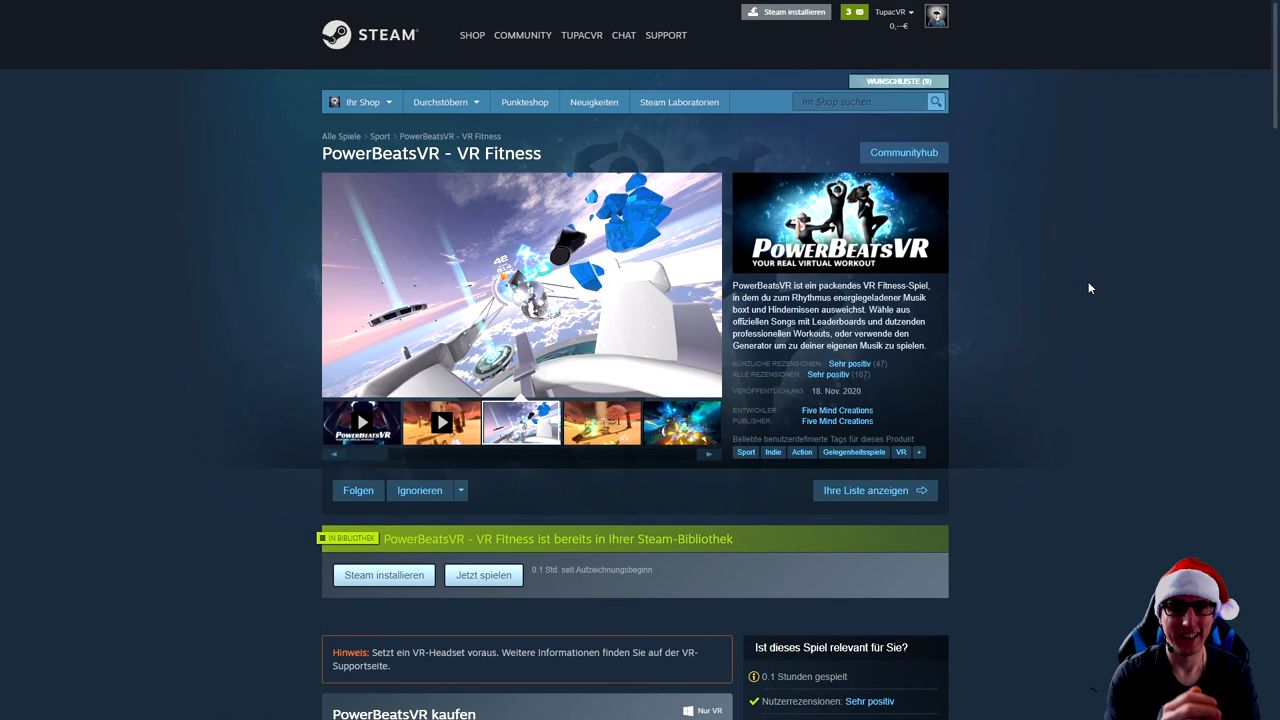 Steam installieren
3
TupacVR
0,--€
STEAM®
SHOP COMMUNITY TUPACVR CHAT SUPPORT
WUNSCHLISTE (9)
Ihr Shop Durchstöbern Punkteshop Neuigkeiten Steam Laboratorien
Im Shop suchen
Alle Spiele > Sport > PowerBeatsVR - VR Fitness
PowerBeatsVR - VR Fitness
Communityhub
POWERBEATSVR
YOUR REAL VIRTUAL WORKOUT
PowerBeatsVR ist ein packendes VR Fitness-Spiel,
in dem du zum Rhythmus energiegeladener Musik
boxt und Hindernissen ausweichst. Wähle aus
offiziellen Songs mit Leaderboards und dutzenden
professionellen Workouts, oder verwende den
Generator um zu deiner eigenen Musik zu spielen.
KÜRZLICHE REZENSIONEN: Sehr positiv (47)
ALLE REZENSIONEN: Sehr positiv (167)
VERÖFFENTLICHUNG: 18. Nov. 2020
ENTWICKLER: Five Mind Creations
PUBLISHER: Five Mind Creations
Beliebte benutzerdefinierte Tags für dieses Produkt:
Sport Indie Action Gelegenheitsspiele VR +
POWERBEATSVR
Folgen Ignorieren
Ihre Liste anzeigen
IN BIBLIOTHEK
PowerBeatsVR - VR Fitness ist bereits in Ihrer Steam-Bibliothek
Steam installieren Jetzt spielen 0.1 Std. seit Aufzeichnungsbeginn
Hinweis: Setzt ein VR-Headset voraus. Weitere Informationen finden Sie auf der VR-
Supportseite.
PowerBeatsVR kaufen
Nur VR
Ist dieses Spiel relevant für Sie?
0.1 Stunden gespielt
Nutzerrezensionen: Sehr positiv